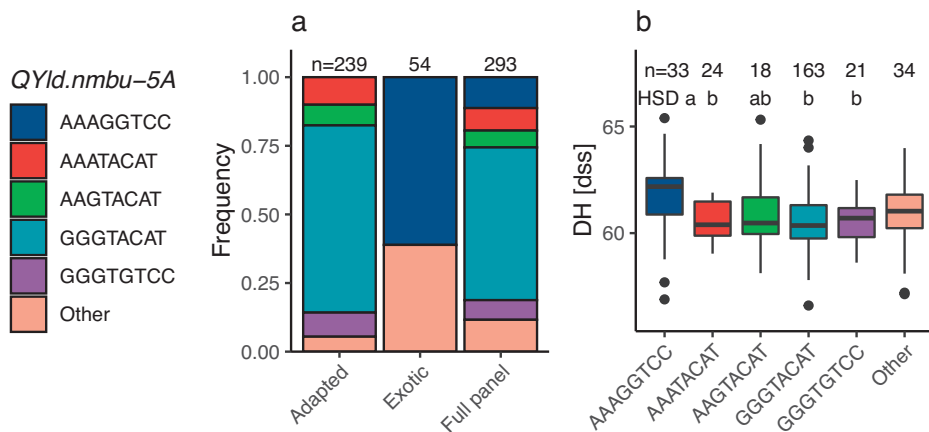 a
b
QYld.nmbu−5A
AAAGGTCC
AAATACAT
AAGTACAT
GGGTACAT
GGGTGTCC
Other
n=239 54 293
1.00
0.75
0.50
0.25
0.00
Frequency
Adapted Exotic Full panel
n=33 24 18 163 21 34
HSD a b ab b b
65
60
DH [dss]
AAAGGTCC AAATACAT AAGTACAT GGGTACAT GGGTGTCC Other